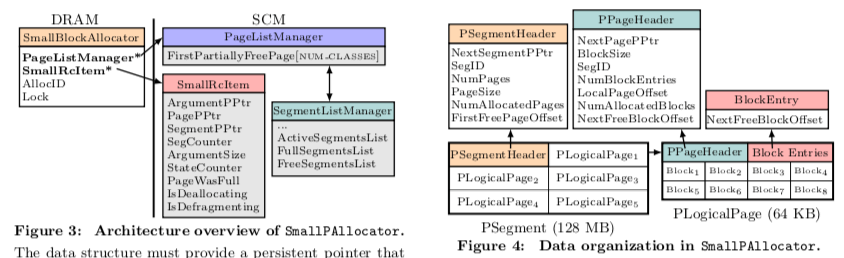 DRAM
SCM
SmallBlockAllocator
PageListManager*
SmallRcItem*
AllocID
Lock
PageListManager
FirstPartiallyFreePage[NUM_CLASSES]
SmallRcItem
ArgumentPPtr
PagePPtr
SegmentPPtr
SegCounter
ArgumentSize
StateCounter
PageWasFull
IsDeallocating
IsDefragmenting
SegmentListManager
...
ActiveSegmentsList
FullSegmentsList
FreeSegmentsList
Figure 3: Architecture overview of SmallPAllocator.
The data structure must provide a persistent pointer that
PSegmentHeader
NextSegmentPPtr
SegID
NumPages
PageSize
NumAllocatedPages
FirstFreePageOffset
PPageHeader
NextPagePPtr
BlockSize
SegID
NumBlockEntries
LocalPageOffset
NumAllocatedBlocks
NextFreeBlockOffset
BlockEntry
NextFreeBlockOffset
PSegmentHeader PLogicalPage1
PLogicalPage2 PLogicalPage3
PLogicalPage4 PLogicalPage5
PSegment (128 MB)
PPageHeader Block Entries
Block1 Block2 Block3 Block4
Block5 Block6 Block7 Block8
PLogicalPage (64 KB)
Figure 4: Data organization in SmallPAllocator.